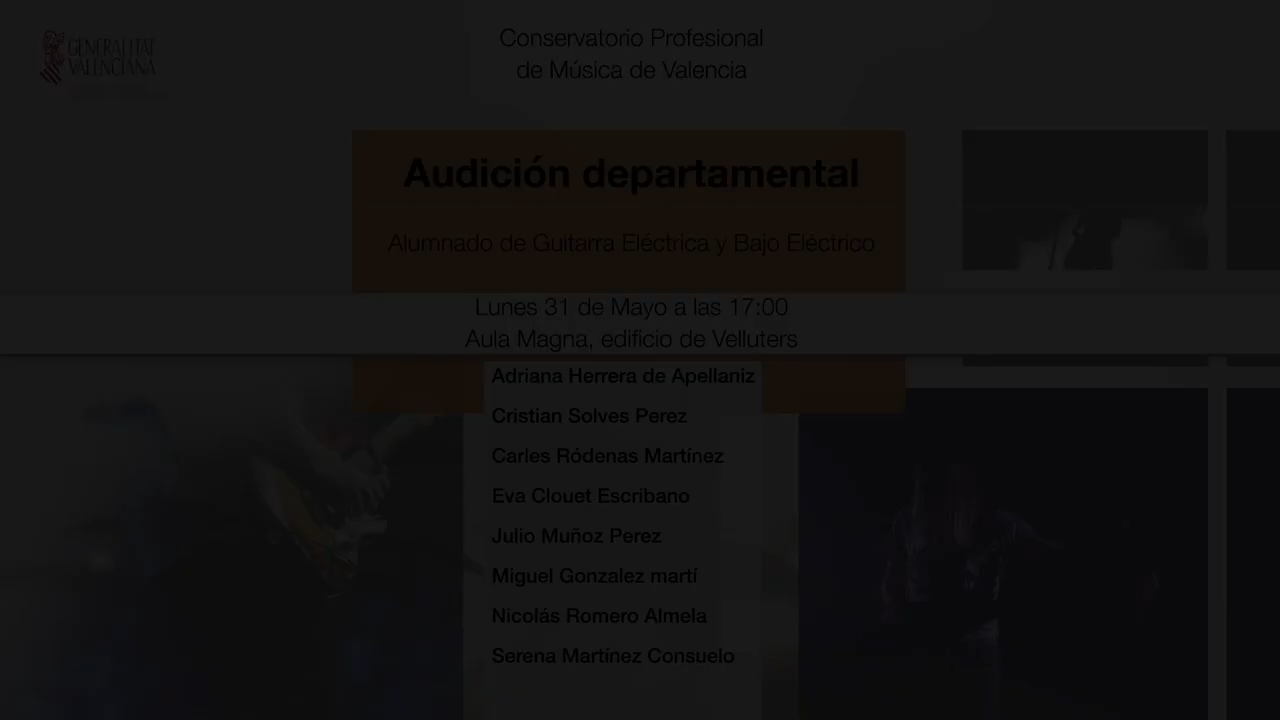 GENERALITAT
VALENCIANA
Conservatorio Profesional
de Música de Valencia
Audición departamental
Alumnado de Guitarra Eléctrica y Bajo Eléctrico
Lunes 31 de Mayo a las 17:00
Aula Magna, edificio de Velluters
Adriana Herrera de Apellaniz
Cristian Solves Perez
Carles Ródenas Martínez
Eva Clouet Escribano
Julio Muñoz Perez
Miguel Gonzalez martí
Nicolás Romero Almela
Serena Martínez Consuelo